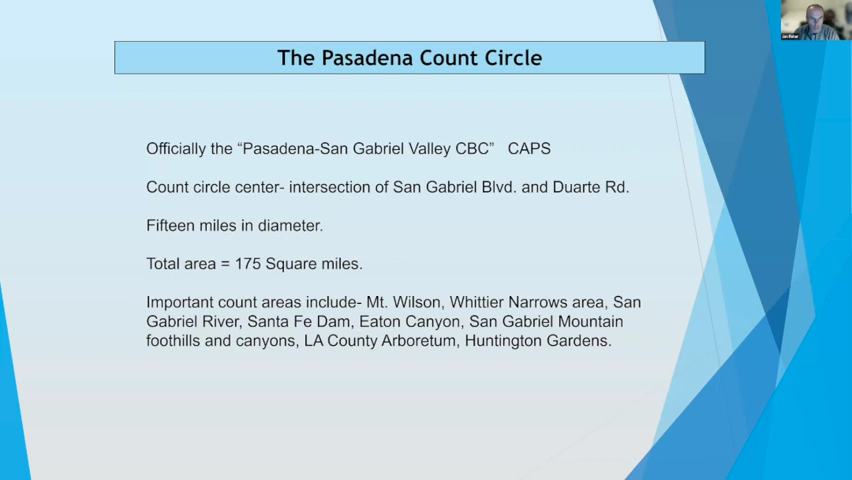 The Pasadena Count Circle
Officially the “Pasadena-San Gabriel Valley CBC”   CAPS
Count circle center- intersection of San Gabriel Blvd. and Duarte Rd.
Fifteen miles in diameter.
Total area = 175 Square miles.
Important count areas include- Mt. Wilson, Whittier Narrows area, San
Gabriel River, Santa Fe Dam, Eaton Canyon, San Gabriel Mountain
foothills and canyons, LA County Arboretum, Huntington Gardens.